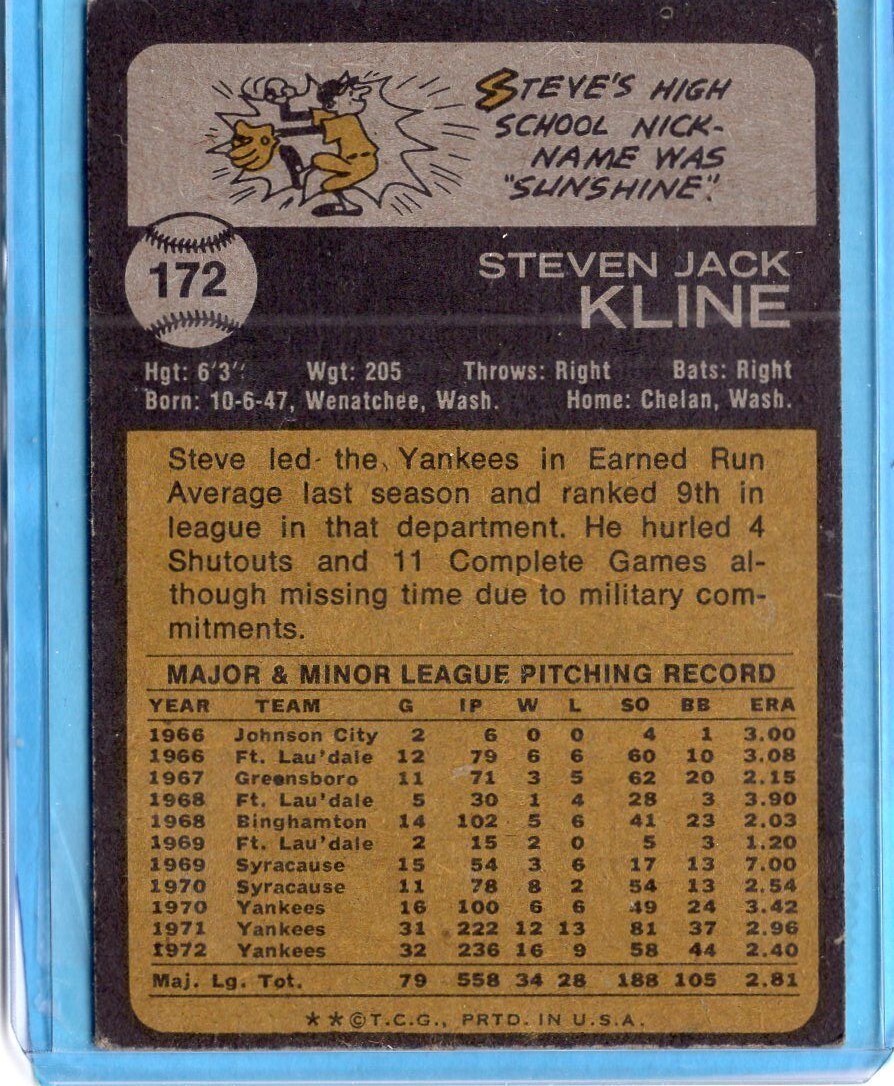 STEVE'S HIGH
SCHOOL NICK-
NAME WAS
"SUNSHINE".
172
STEVEN JACK
KLINE
Hgt: 6'3" Wgt: 205 Throws: Right Bats: Right
Born: 10-6-47, Wenatchee, Wash. Home: Chelan, Wash.
Steve led the Yankees in Earned Run
Average last season and ranked 9th in
league in that department. He hurled 4
Shutouts and 11 Complete Games al-
though missing time due to military com-
mitments.
MAJOR & MINOR LEAGUE PITCHING RECORD
YEAR TEAM G IP W L SO BB ERA
1966 Johnson City 2 6 0 0 4 1 3.00
1966 Ft. Lau'dale 12 79 6 6 60 10 3.08
1967 Greensboro 11 71 3 5 62 20 2.15
1968 Ft. Lau'dale 5 30 1 4 28 3 3.90
1968 Binghamton 14 102 5 6 41 23 2.03
1969 Ft. Lau'dale 2 15 2 0 5 3 1.20
1969 Syracause 15 54 3 6 17 13 7.00
1970 Syracause 11 78 8 2 54 13 2.54
1970 Yankees 16 100 6 6 49 24 3.42
1971 Yankees 31 222 12 13 81 37 2.96
1972 Yankees 32 236 16 9 58 44 2.40
Maj. Lg. Tot. 79 558 34 28 188 105 2.81
**©T.C.G., PRTD. IN U.S.A.